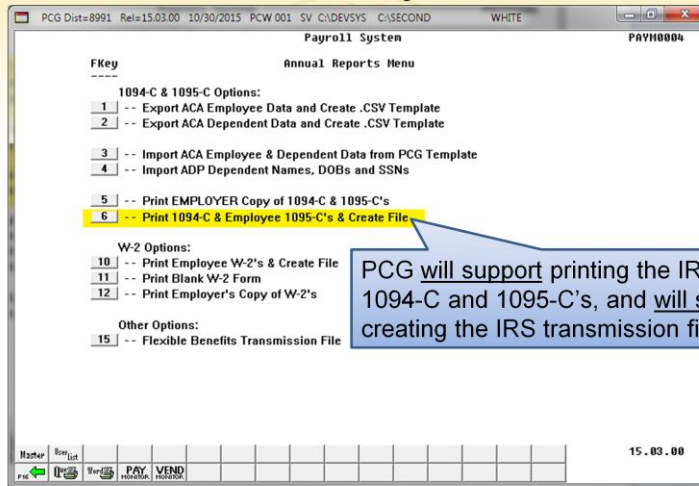 PCG Dist=8991 Rel=15.03.00 10/30/2015 PCW 001 SV C:\DEVSYS C:\SECOND WHITE
Payroll System PAYM0004
FKey Annual Reports Menu
----
1094-C & 1095-C Options:
1 -- Export ACA Employee Data and Create .CSV Template
2 -- Export ACA Dependent Data and Create .CSV Template
3 -- Import ACA Employee & Dependent Data from PCG Template
4 -- Import ADP Dependent Names, DOBs and SSNs
5 -- Print EMPLOYER Copy of 1094-C & 1095-C's
6 -- Print 1094-C & Employee 1095-C's & Create File
W-2 Options:
10 -- Print Employee W-2's & Create File
11 -- Print Blank W-2 Form
12 -- Print Employer's Copy of W-2's
Other Options:
15 -- Flexible Benefits Transmission File
PCG will support printing the IR
1094-C and 1095-C's, and will s
creating the IRS transmission fi
Master User List 15.03.00
F16 Word PAY MONITOR VEND MONITOR